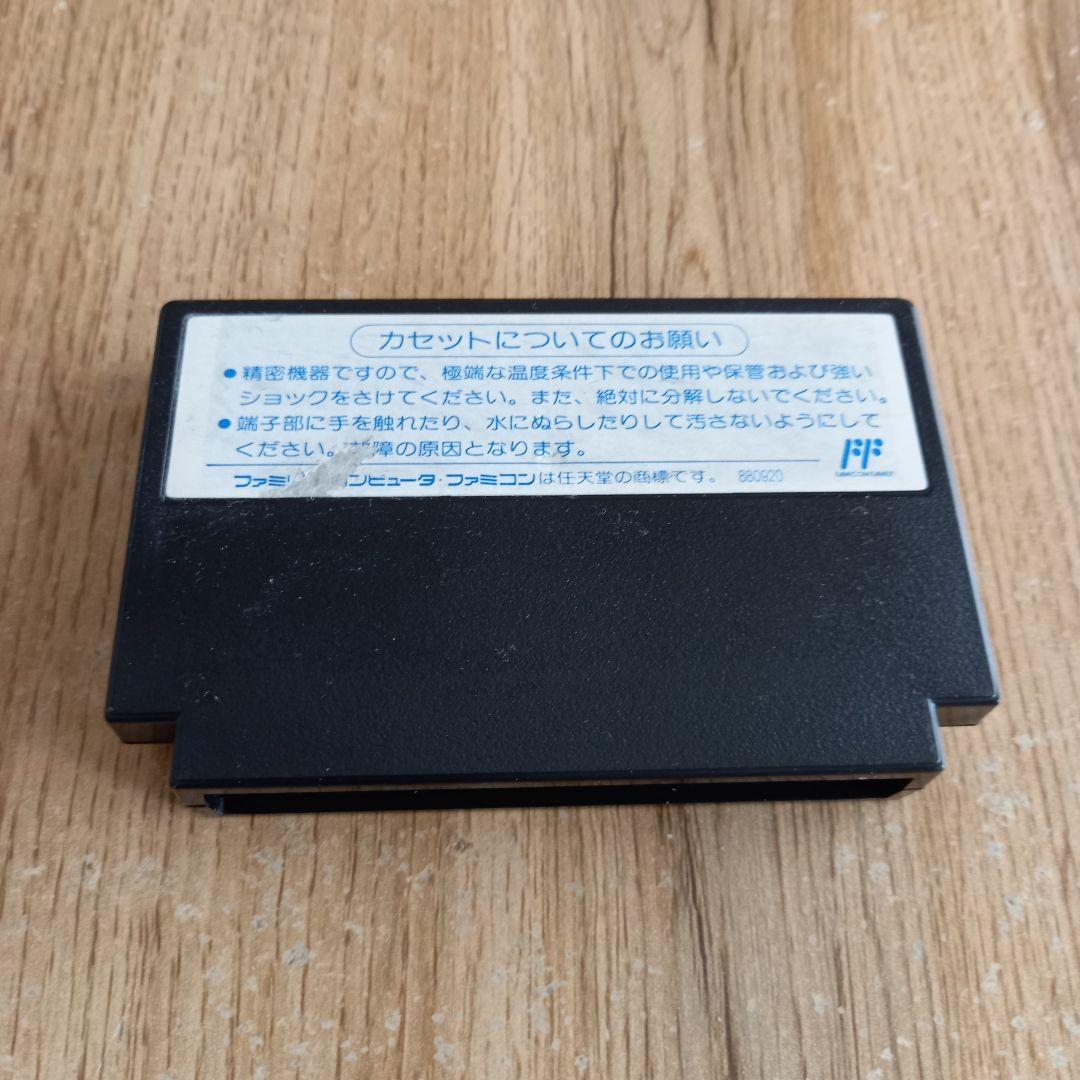 カセットについてのお願い
●精密機器ですので、極端な温度条件下での使用や保管および強い
ショックをさけてください。また、絶対に分解しないでください。
●端子部に手を触れたり、水にぬらしたりして汚さないようにして
ください。障の原因となります。
ファミ ンピュータ・ファミコンは任天堂の商標です。 880920
FF
FAMICOM FAMILY